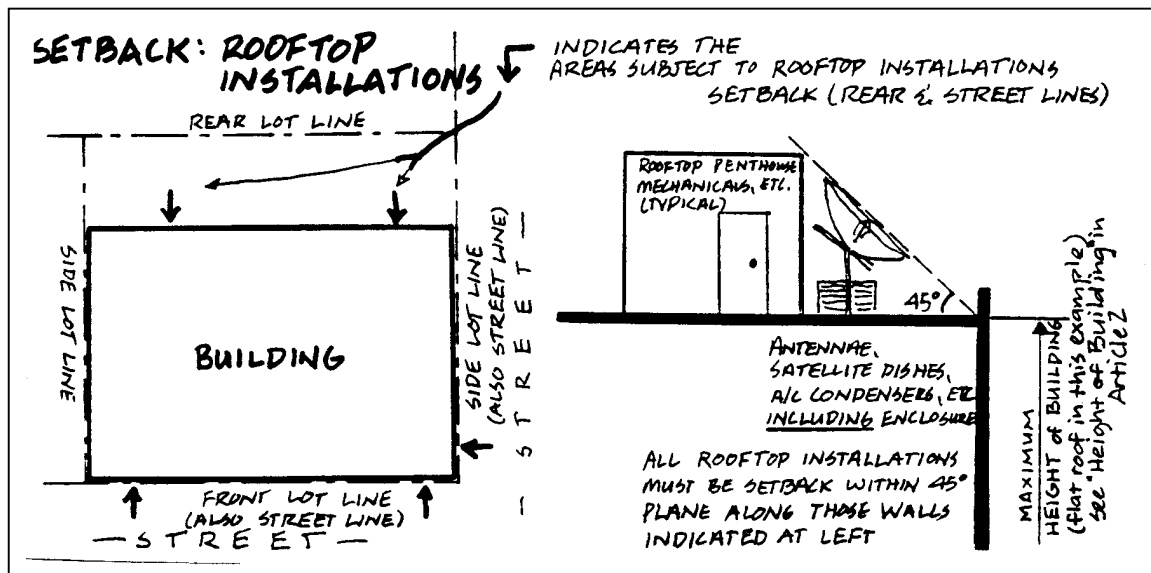 SETBACK: ROOFTOP
INSTALLATIONS
INDICATES THE
AREAS SUBJECT TO ROOFTOP INSTALLATIONS
SETBACK (REAR & STREET LINES)
REAR LOT LINE
SIDE LOT LINE
BUILDING
SIDE LOT LINE
(ALSO STREET LINE)
— STREET —
FRONT LOT LINE
(ALSO STREET LINE)
— STREET —
ROOFTOP PENTHOUSE
MECHANICALS, ETC.
(TYPICAL)
45°
ANTENNAE,
SATELLITE DISHES,
A/C CONDENSERS, ETC
INCLUDING ENCLOSURE
ALL ROOFTOP INSTALLATIONS
MUST BE SETBACK WITHIN 45°
PLANE ALONG THOSE WALLS
INDICATED AT LEFT
MAXIMUM
HEIGHT of BUILDING
(flat roof in this example)
see "Height of Building" in
Article 2